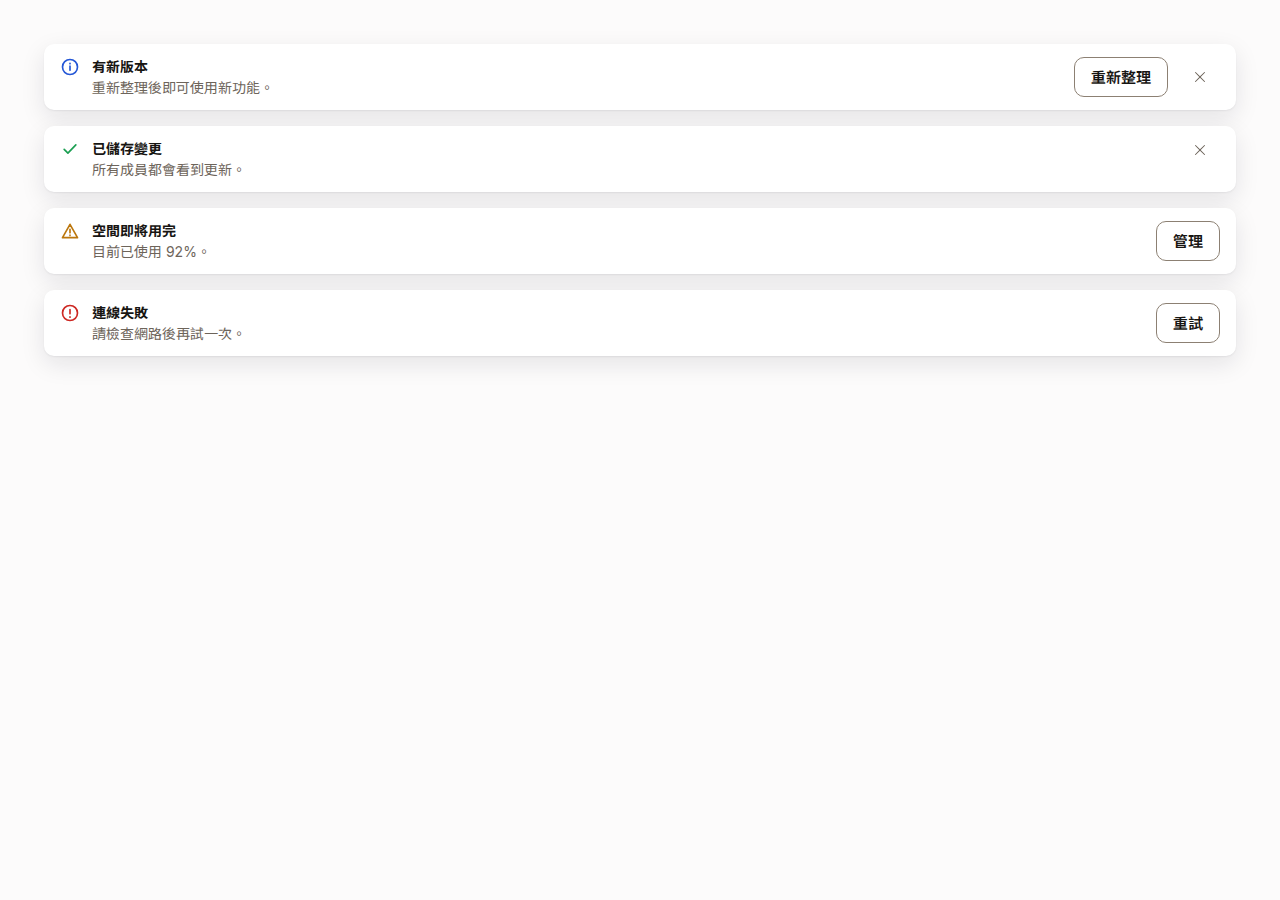 有新版本
重新整理後即可使用新功能。
重新整理
已儲存變更
所有成員都會看到更新。
空間即將用完
目前已使用 92%。
管理
連線失敗
請檢查網路後再試一次。
重試